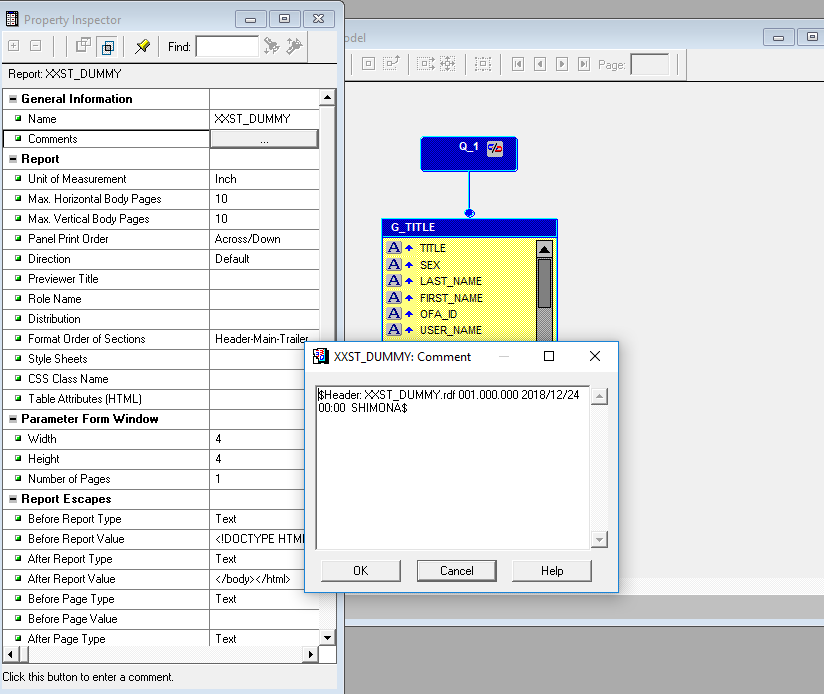 Property Inspector
Find:
Report: XXST_DUMMY
General Information
Name XXST_DUMMY
Comments ...
Report
Unit of Measurement Inch
Max. Horizontal Body Pages 10
Max. Vertical Body Pages 10
Panel Print Order Across/Down
Direction Default
Previewer Title
Role Name
Distribution
Format Order of Sections Header-Main-Trailer
Style Sheets
CSS Class Name
Table Attributes (HTML)
Parameter Form Window
Width 4
Height 4
Number of Pages 1
Report Escapes
Before Report Type Text
Before Report Value <!DOCTYPE HTM
After Report Type Text
After Report Value </body></html>
Before Page Type Text
Before Page Value
After Page Type Text
Click this button to enter a comment.
odel
Page:
Q_1
G_TITLE
A TITLE
A SEX
A LAST_NAME
A FIRST_NAME
A OFA_ID
A USER_NAME
XXST_DUMMY: Comment
$Header: XXST_DUMMY.rdf 001.000.000 2018/12/24
00:00 SHIMONA$
OK Cancel Help